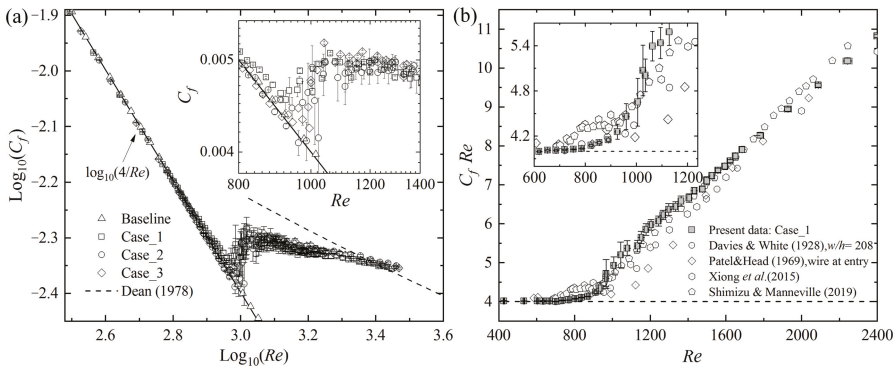 (a)
−1.9
−2.0
−2.1
−2.2
−2.3
−2.4
Log₁₀(C_f)
2.6
2.8
3.0
3.2
3.4
3.6
Log₁₀(Re)
log₁₀(4/Re)
Baseline
Case_1
Case_2
Case_3
Dean (1978)
C_f
0.005
0.004
800
1000
1200
1400
Re
(b)
11
10
9
8
7
6
5
4
C_f Re
400
800
1200
1600
2000
2400
Re
5.4
4.8
4.2
600
800
1000
1200
Present data: Case_1
Davies & White (1928),w/h= 208
Patel&Head (1969),wire at entry
Xiong et al.(2015)
Shimizu & Manneville (2019)